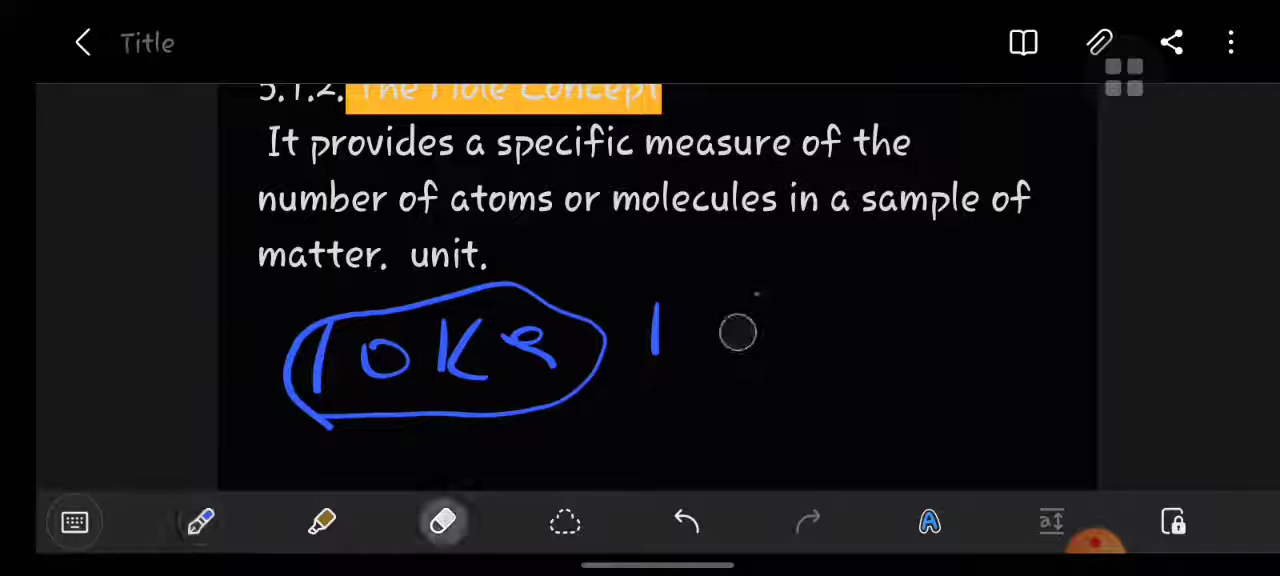 Title
5.1.2. The Mole Concept
It provides a specific measure of the
number of atoms or molecules in a sample of
matter. unit.
10 1